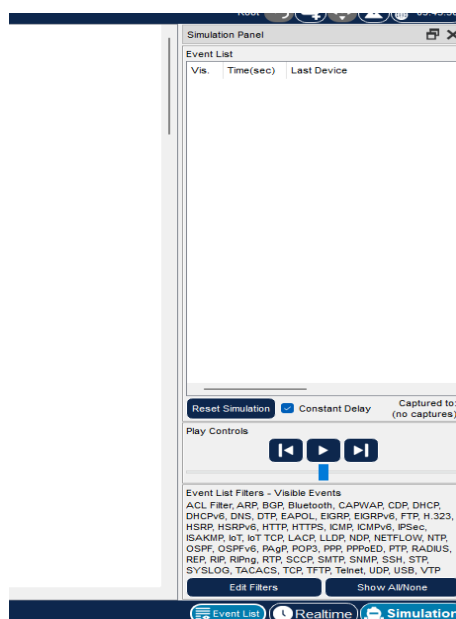 Root
Simulation Panel
Event List
Vis. Time(sec) Last Device
Reset Simulation Constant Delay Captured to:
(no captures)
Play Controls
Event List Filters - Visible Events
ACL Filter, ARP, BGP, Bluetooth, CAPWAP, CDP, DHCP,
DHCPv6, DNS, DTP, EAPOL, EIGRP, EIGRPv6, FTP, H.323,
HSRP, HSRPv6, HTTP, HTTPS, ICMP, ICMPv6, IPSec,
ISAKMP, IoT, IoT TCP, LACP, LLDP, NDP, NETFLOW, NTP,
OSPF, OSPFv6, PAgP, POP3, PPP, PPPoED, PTP, RADIUS,
REP, RIP, RIPng, RTP, SCCP, SMTP, SNMP, SSH, STP,
SYSLOG, TACACS, TCP, TFTP, Telnet, UDP, USB, VTP
Edit Filters Show All/None
Event List Realtime Simulation